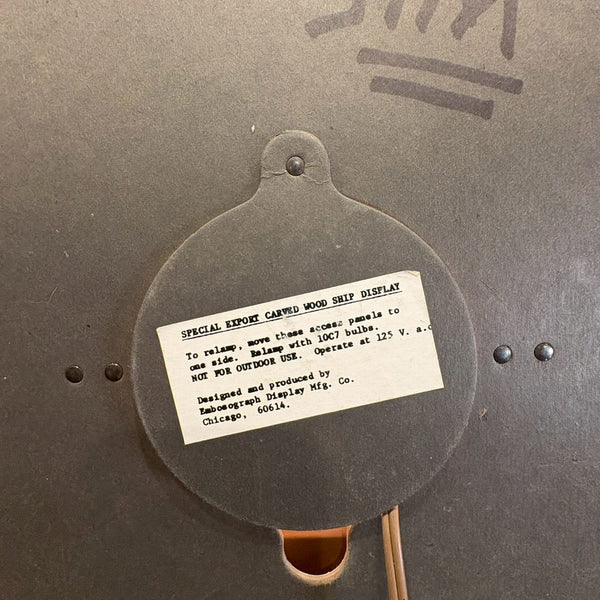 SPECIAL EXPORT CARVED WOOD SHIP DISPLAY
To relamp, move these access panels to
one side. Relamp with 10C7 bulbs.
NOT FOR OUTDOOR USE. Operate at 125 V. a.c
Designed and produced by
Embosograph Display Mfg. Co.
Chicago, 60614.